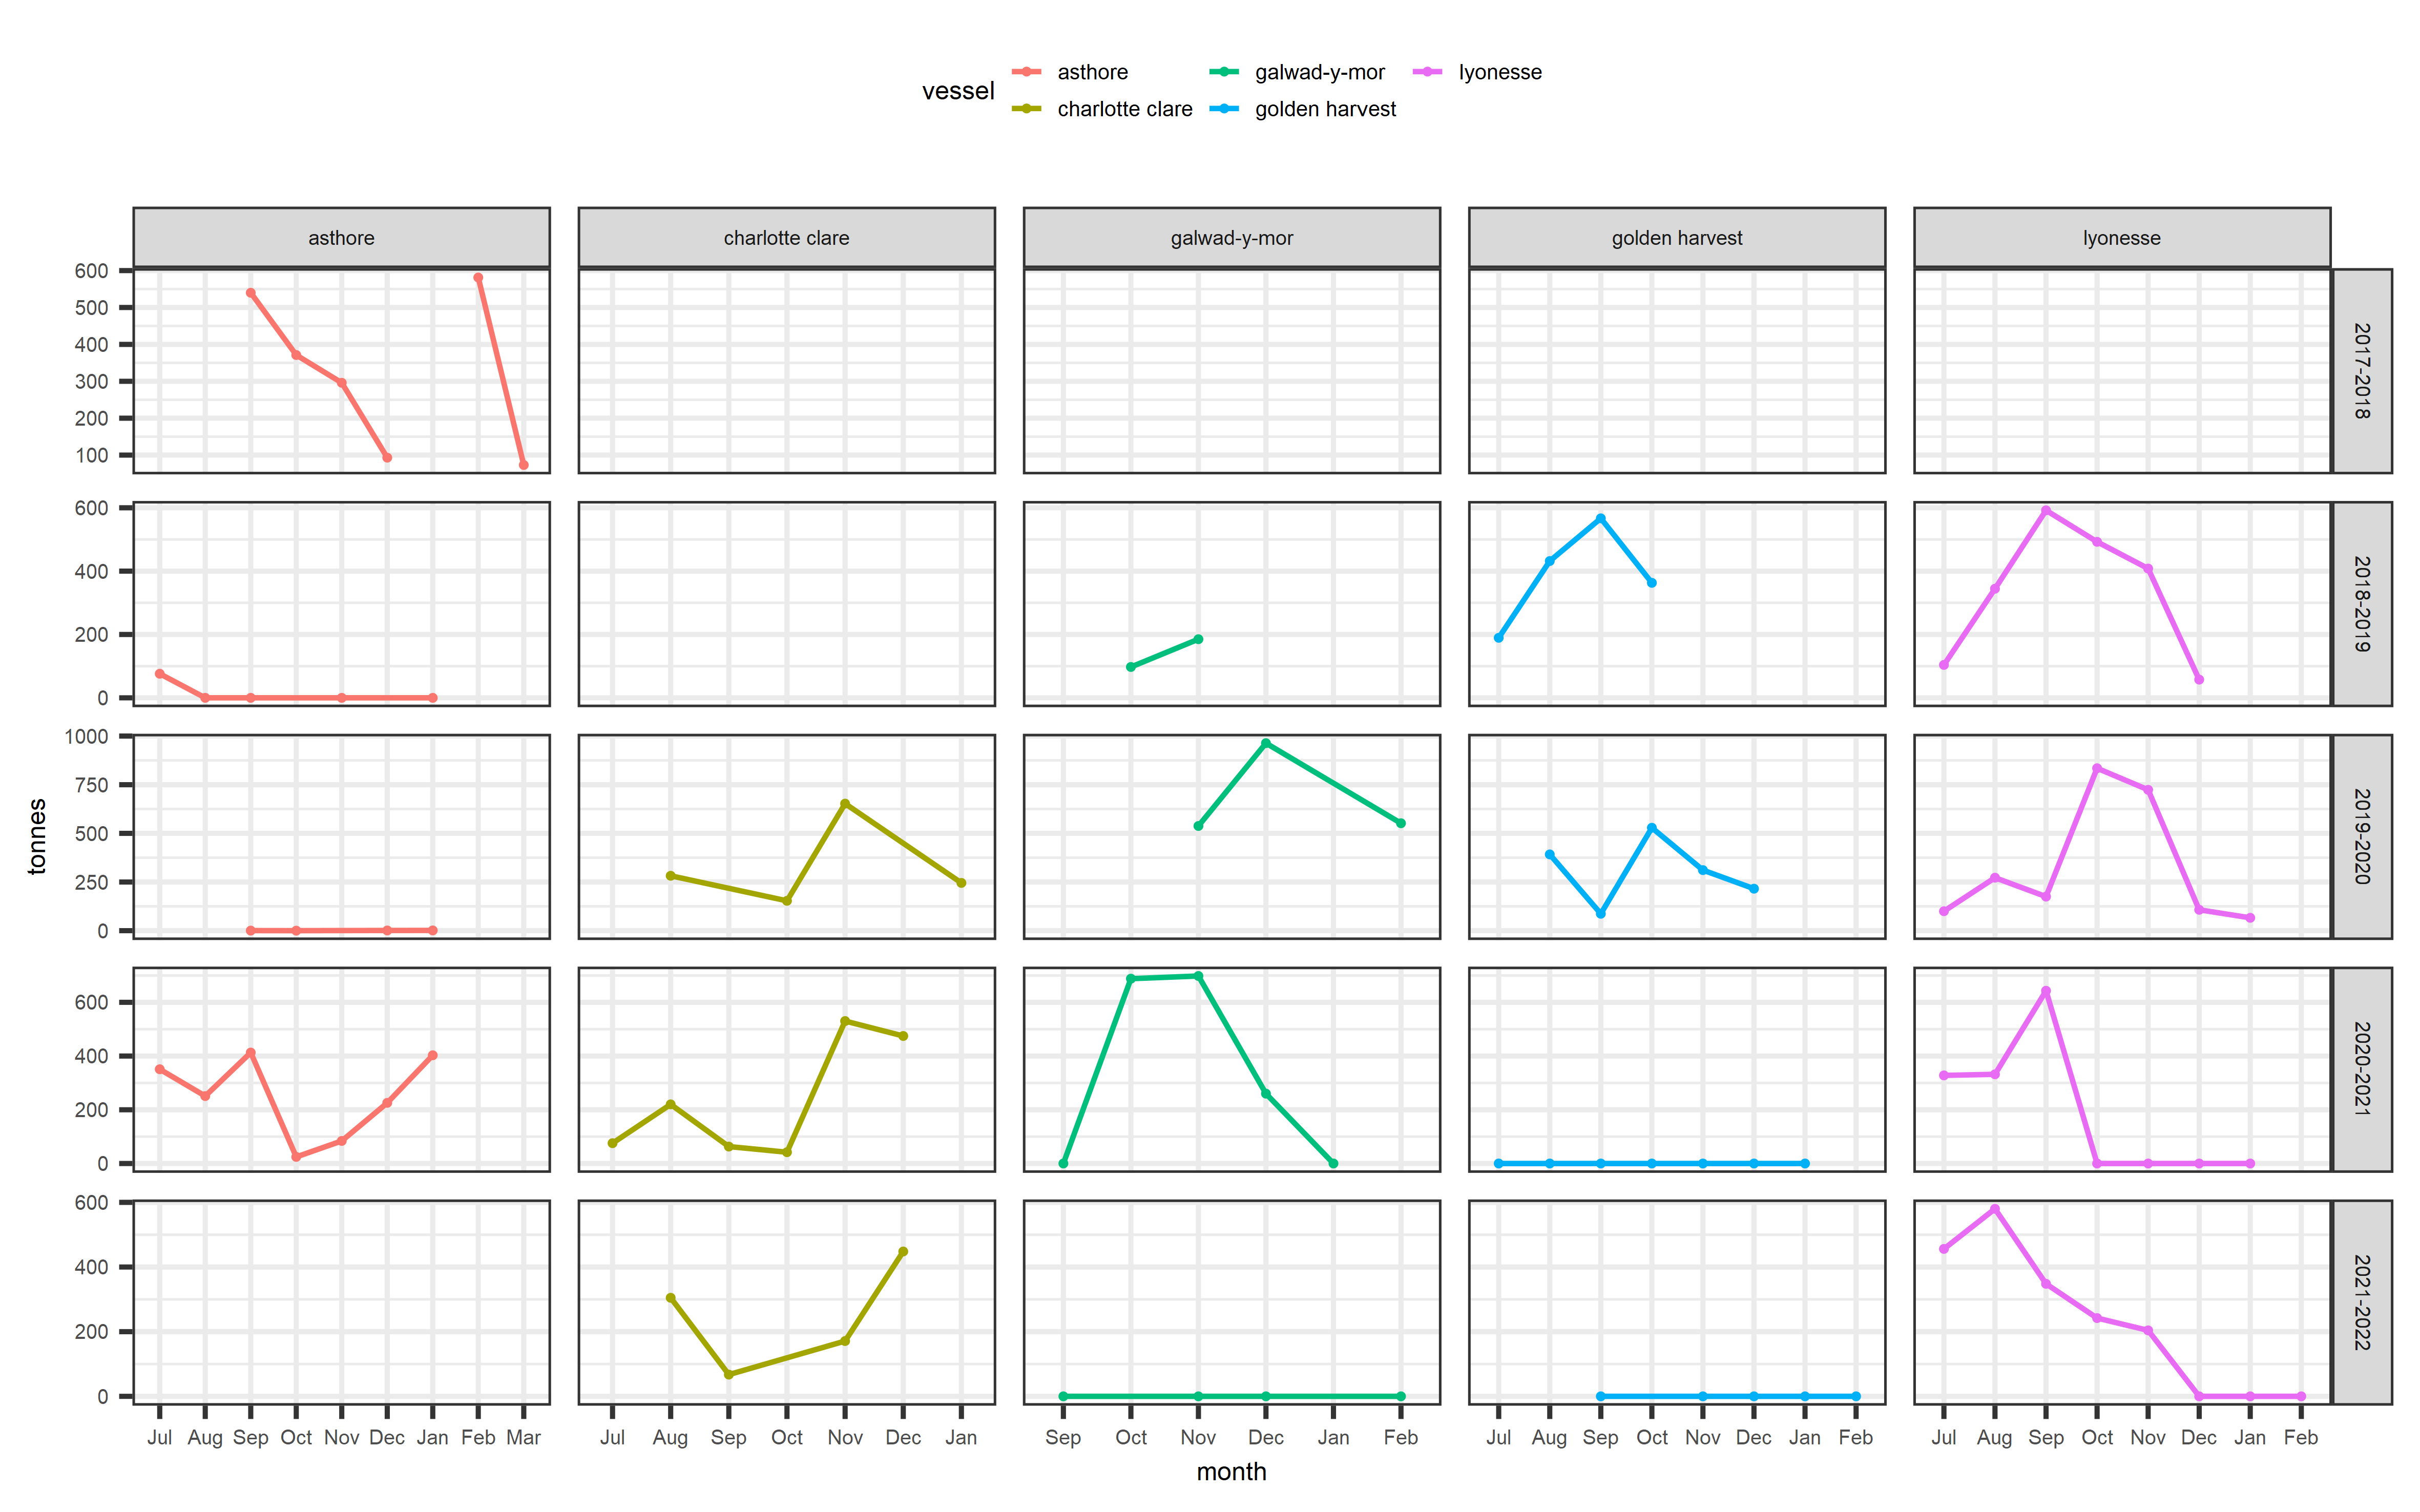 vessel
asthore
galwad-y-mor
lyonesse
charlotte clare
golden harvest
asthore
charlotte clare
galwad-y-mor
golden harvest
lyonesse
600
500
400
300
200
100
2017-2018
600
400
200
0
2018-2019
1000
750
500
250
0
2019-2020
600
400
200
0
2020-2021
600
400
200
0
2021-2022
tonnes
Jul Aug Sep Oct Nov Dec Jan Feb Mar
Jul Aug Sep Oct Nov Dec Jan
Sep Oct Nov Dec Jan Feb
Jul Aug Sep Oct Nov Dec Jan Feb
Jul Aug Sep Oct Nov Dec Jan Feb
month